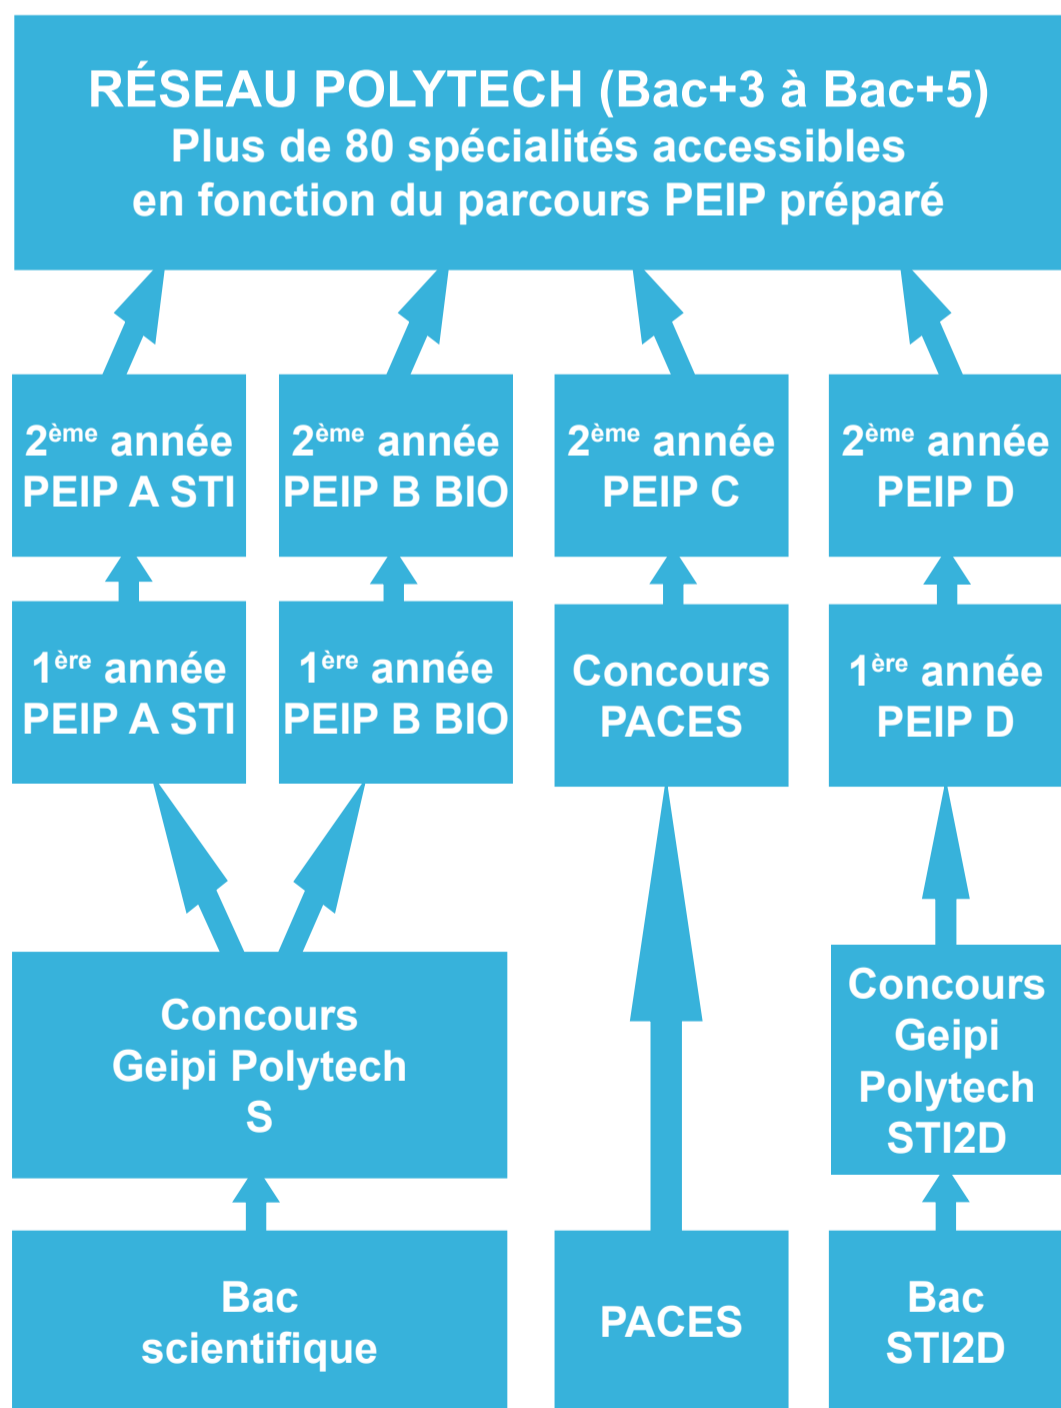 RÉSEAU POLYTECH (Bac+3 à Bac+5)
Plus de 80 spécialités accessibles
en fonction du parcours PEIP préparé
2ème année
PEIP A STI
2ème année
PEIP B BIO
2ème année
PEIP C
2ème année
PEIP D
1ère année
PEIP A STI
1ère année
PEIP B BIO
Concours
PACES
1ère année
PEIP D
Concours
Geipi Polytech
S
Concours
Geipi
Polytech
STI2D
Bac
scientifique
PACES
Bac
STI2D